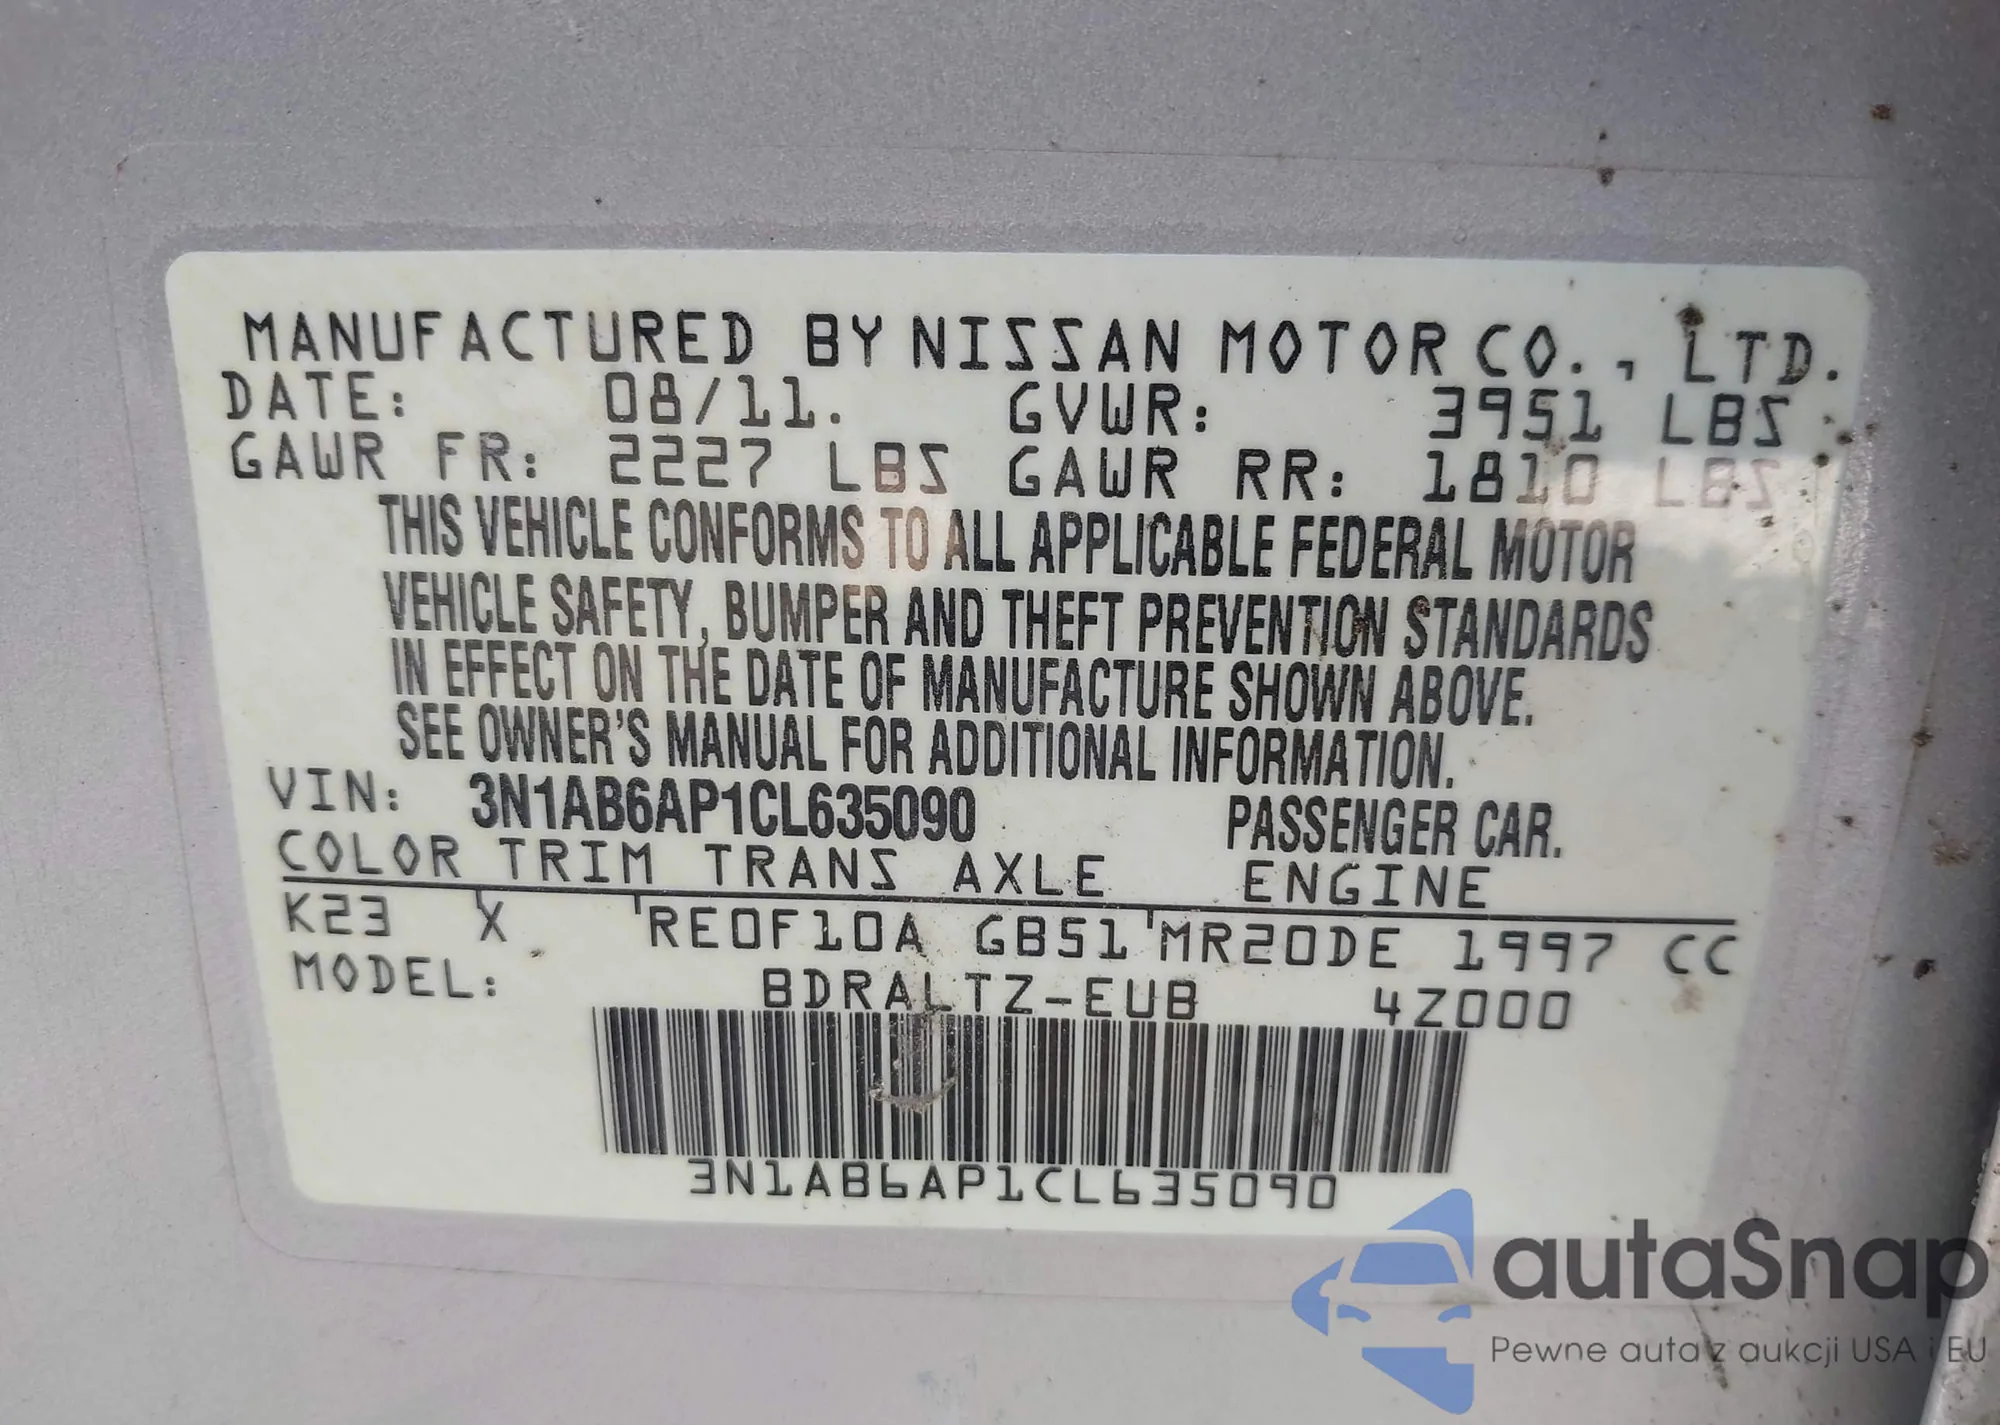 MANUFACTURED BY NISSAN MOTOR CO., LTD.
DATE: 08/11. GVWR: 3951 LBS
GAWR FR: 2227 LBS GAWR RR: 1810 LBS
THIS VEHICLE CONFORMS TO ALL APPLICABLE FEDERAL MOTOR
VEHICLE SAFETY, BUMPER AND THEFT PREVENTION STANDARDS
IN EFFECT ON THE DATE OF MANUFACTURE SHOWN ABOVE.
SEE OWNER'S MANUAL FOR ADDITIONAL INFORMATION.
VIN: 3N1AB6AP1CL635090 PASSENGER CAR.
COLOR TRIM TRANS AXLE ENGINE
K23 X RE0F10A GB51 MR20DE 1997 CC
MODEL: BDRALTZ-EUB 4Z000
3N1AB6AP1CL635090
autaSnap
Pewne auta z aukcji USA i EU